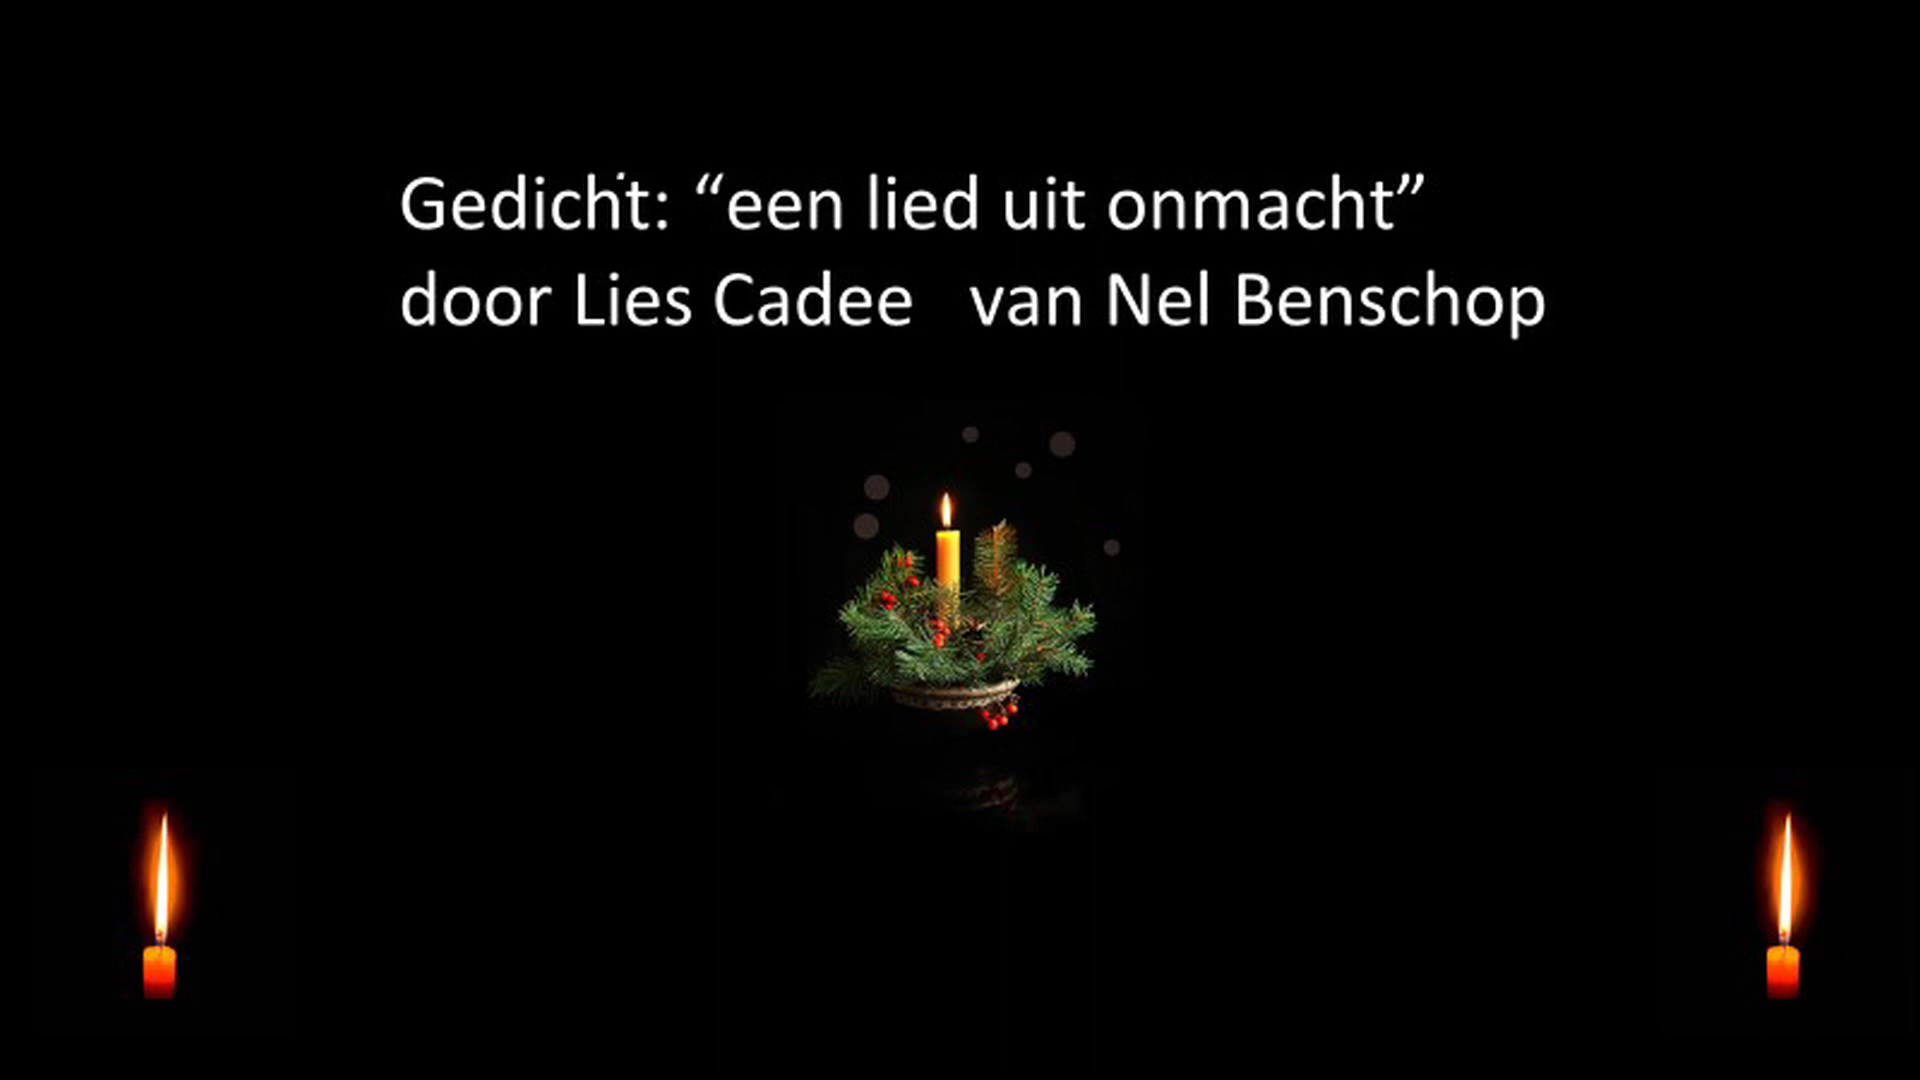 Gedicht: “een lied uit onmacht”
door Lies Cadee   van Nel Benschop